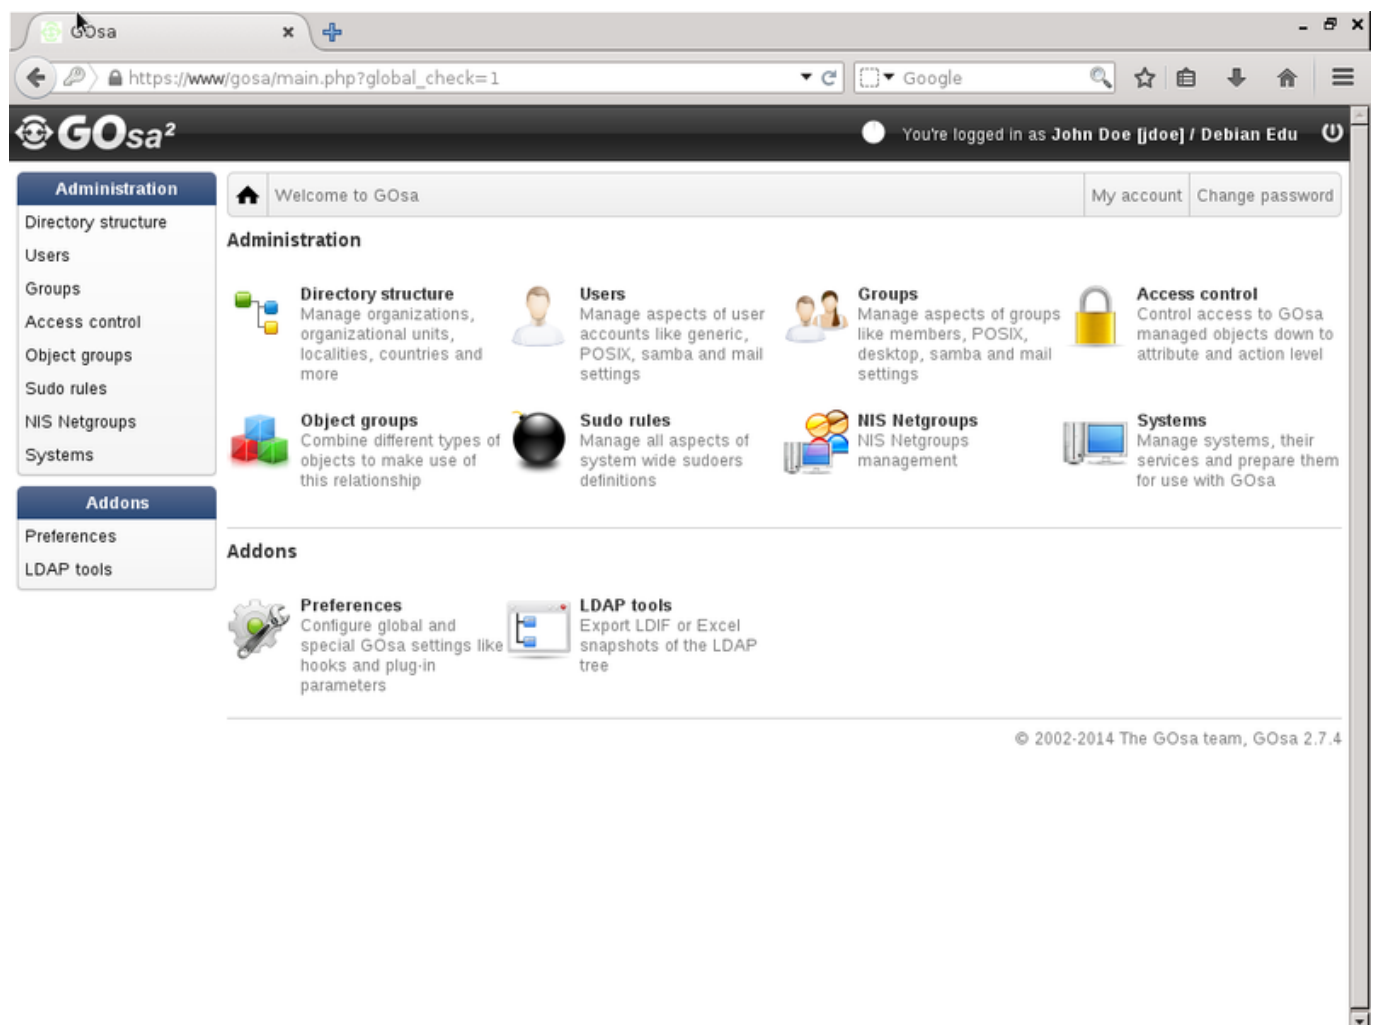 GOsa
https://www/gosa/main.php?global_check=1
Google
GOsa²
You're logged in as John Doe [jdoe] / Debian Edu
Administration
Directory structure
Users
Groups
Access control
Object groups
Sudo rules
NIS Netgroups
Systems
Addons
Preferences
LDAP tools
Welcome to GOsa
My account
Change password
Administration
Directory structure
Manage organizations,
organizational units,
localities, countries and
more
Users
Manage aspects of user
accounts like generic,
POSIX, samba and mail
settings
Groups
Manage aspects of groups
like members, POSIX,
desktop, samba and mail
settings
Access control
Control access to GOsa
managed objects down to
attribute and action level
Object groups
Combine different types of
objects to make use of
this relationship
Sudo rules
Manage all aspects of
system wide sudoers
definitions
NIS Netgroups
NIS Netgroups
management
Systems
Manage systems, their
services and prepare them
for use with GOsa
Addons
Preferences
Configure global and
special GOsa settings like
hooks and plug-in
parameters
LDAP tools
Export LDIF or Excel
snapshots of the LDAP
tree
© 2002-2014 The GOsa team, GOsa 2.7.4